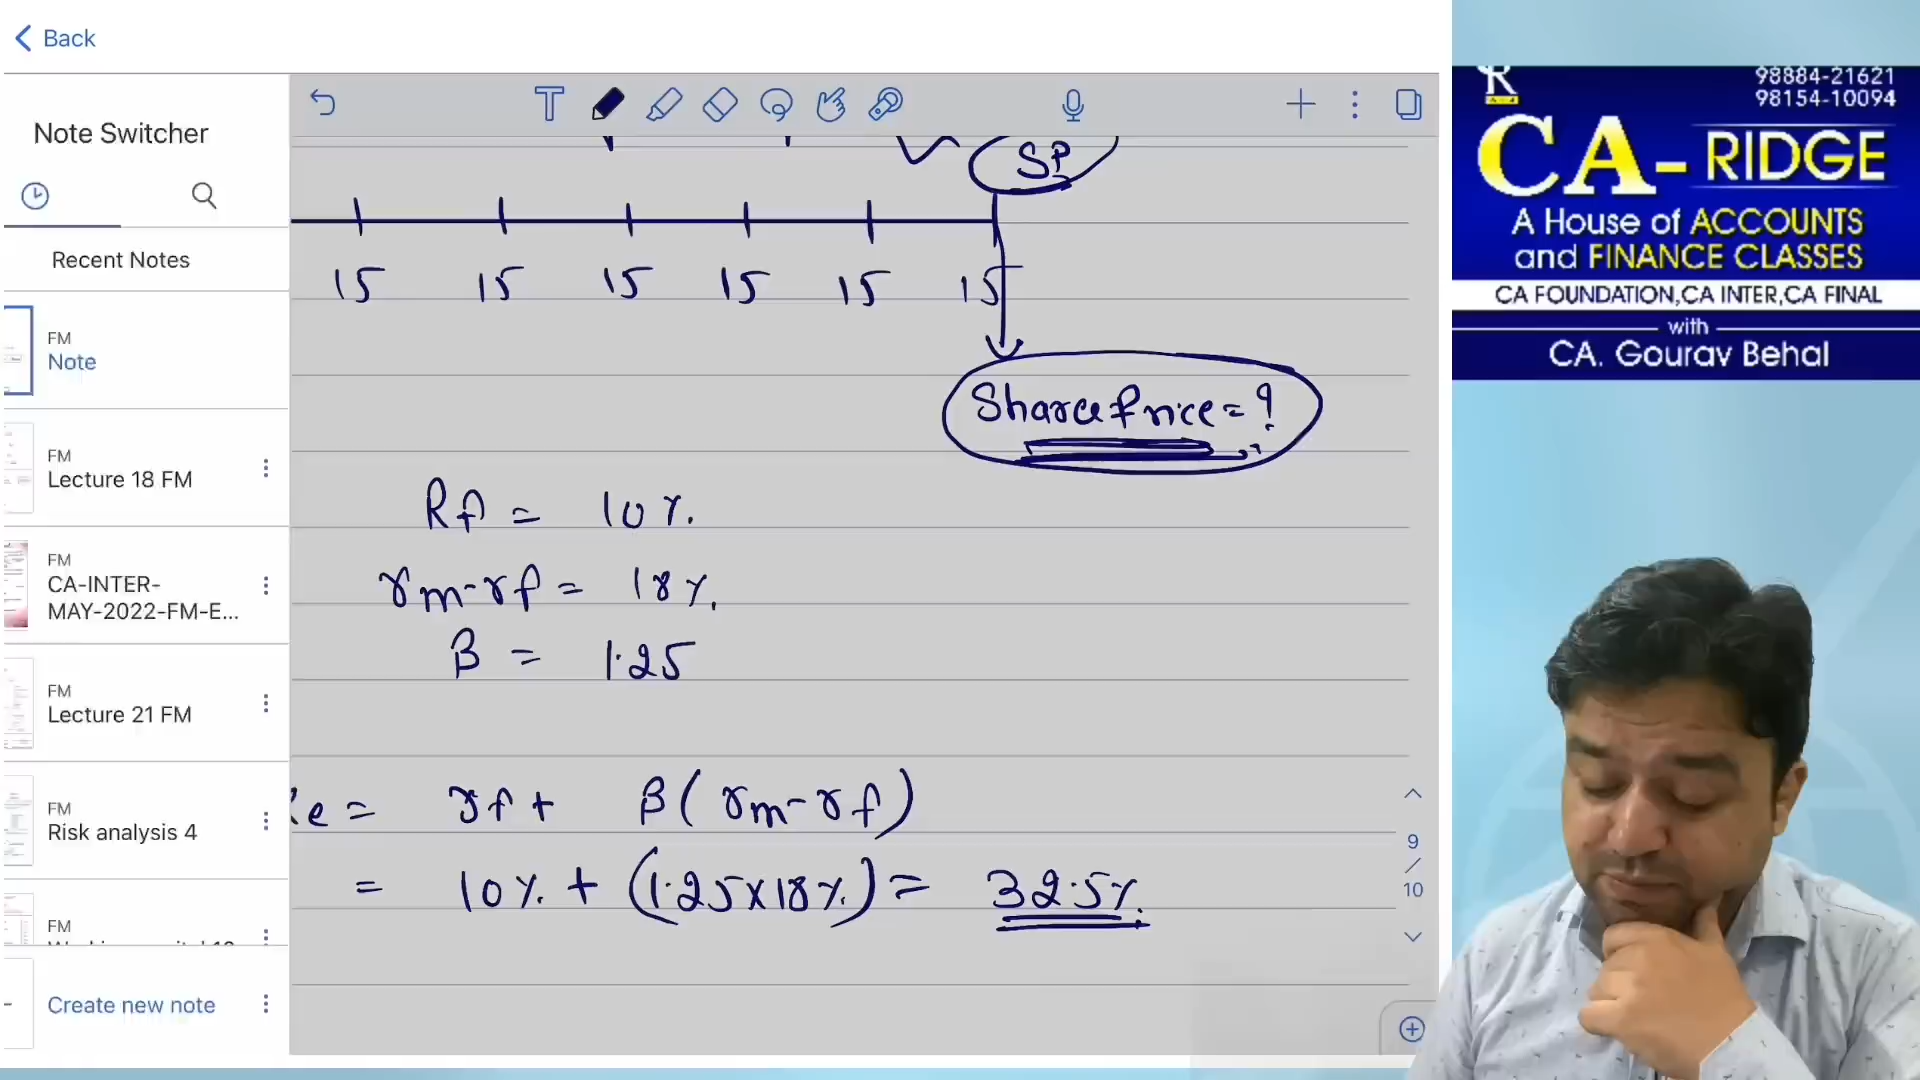 Back
Note Switcher
Recent Notes
FM
Note
FM
Lecture 18 FM
FM
CA-INTER-
MAY-2022-FM-E...
FM
Lecture 21 FM
FM
Risk analysis 4
FM
Create new note
T
SP
15 15 15 15 15 15
Share Price = ?
Rf = 10%.
rm-rf = 18%.
β = 1.25
e = rf + β(rm-rf)
= 10%. + (1.25x18%.) = 32.5%.
9
/
10
R
98884-21621
98154-10094
CA- RIDGE
A House of ACCOUNTS
and FINANCE CLASSES
CA FOUNDATION,CA INTER,CA FINAL
with
CA. Gourav Behal